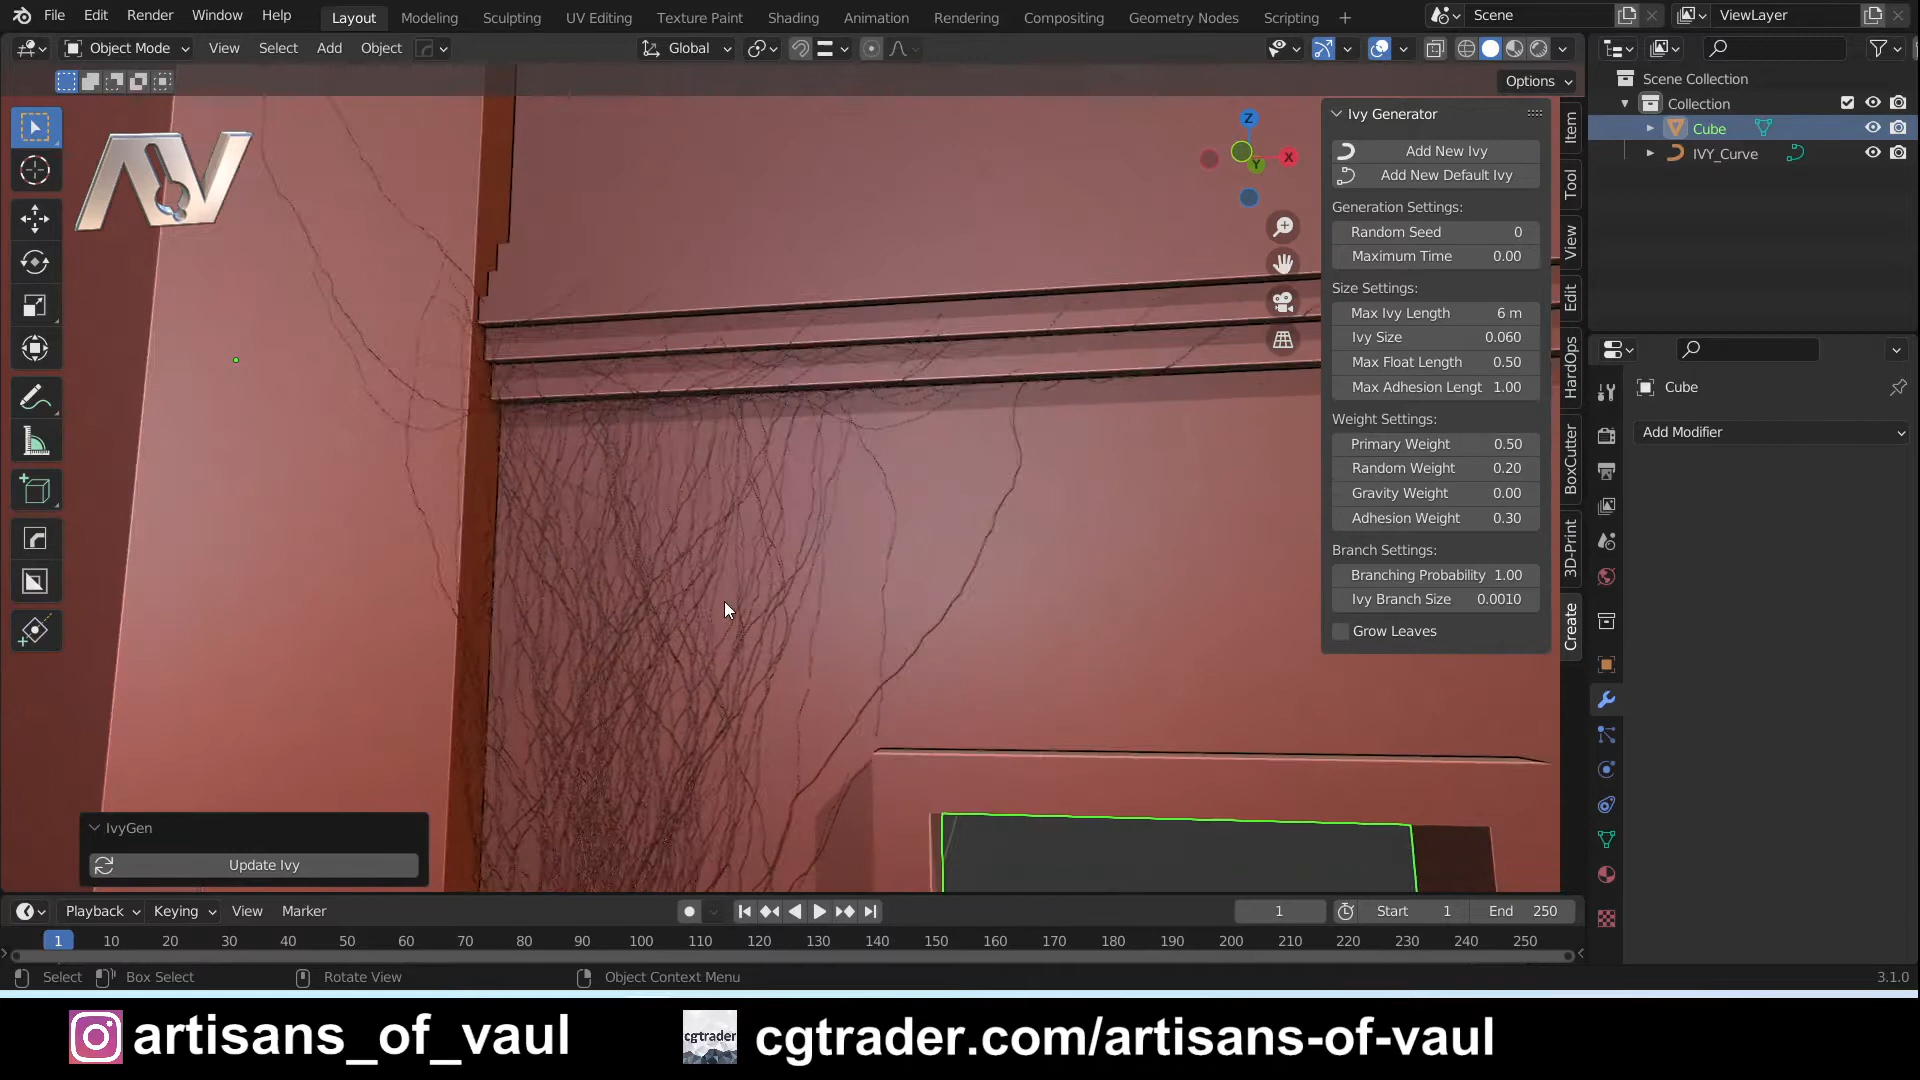 File Edit Render Window Help Layout Modeling Sculpting UV Editing Texture Paint Shading Animation Rendering Compositing Geometry Nodes Scripting Scene ViewLayer
Object Mode View Select Add Object Global
Options
Scene Collection
Collection
Cube
IVY_Curve
Z
X
Y
Ivy Generator
Add New Ivy
Add New Default Ivy
Generation Settings:
Random Seed 0
Maximum Time 0.00
Size Settings:
Max Ivy Length 6 m
Ivy Size 0.060
Max Float Length 0.50
Max Adhesion Lengt 1.00
Weight Settings:
Primary Weight 0.50
Random Weight 0.20
Gravity Weight 0.00
Adhesion Weight 0.30
Branch Settings:
Branching Probability 1.00
Ivy Branch Size 0.0010
Grow Leaves
Item
Tool
View
Edit
HardOps
BoxCutter
3D-Print
Create
Cube
Add Modifier
AV
IvyGen
Update Ivy
Playback Keying View Marker 1 Start 1 End 250
1 10 20 30 40 50 60 70 80 90 100 110 120 130 140 150 160 170 180 190 200 210 220 230 240 250
Select Box Select Rotate View Object Context Menu 3.1.0
artisans_of_vaul cgtrader cgtrader.com/artisans-of-vaul